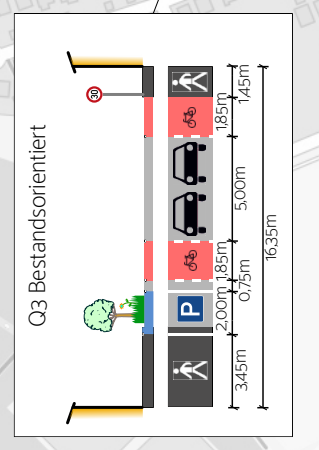 Q3 Bestandsorientiert
30
P
3,45m
2,00m
0,75m
1,85m
5,00m
1,85m
1,45m
16,35m